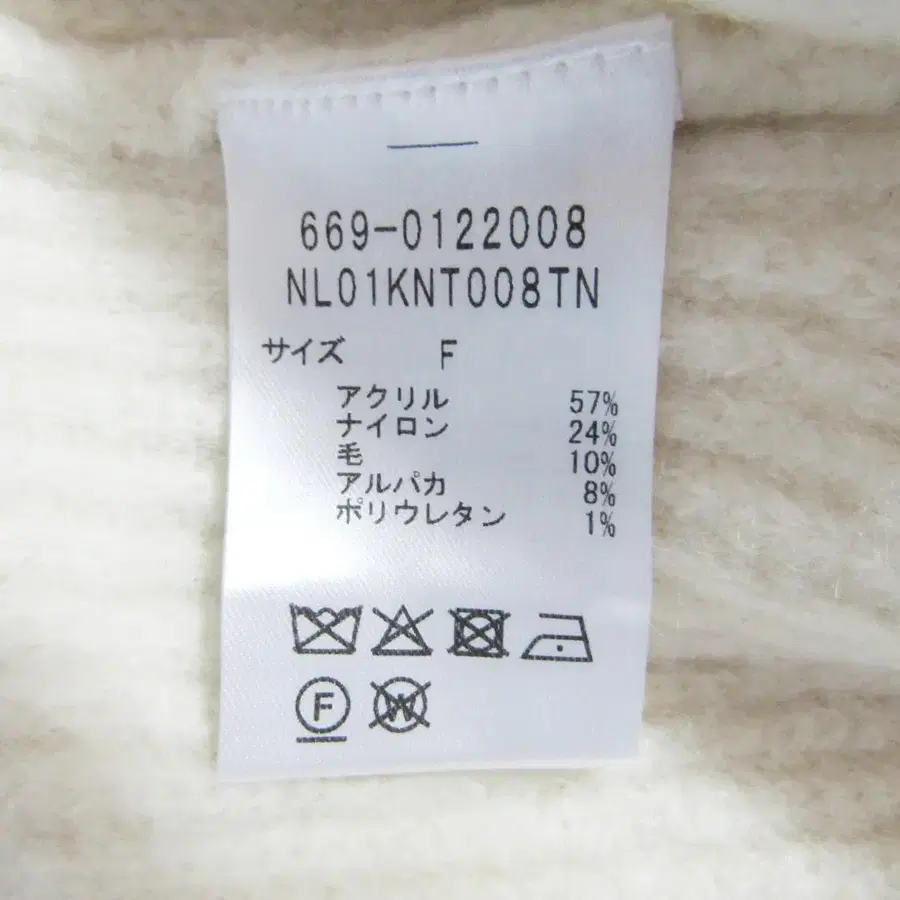 669-0122008
NL01KNT008TN
サイズ F
アクリル 57%
ナイロン 24%
毛 10%
アルパカ 8%
ポリウレタン 1%
F W